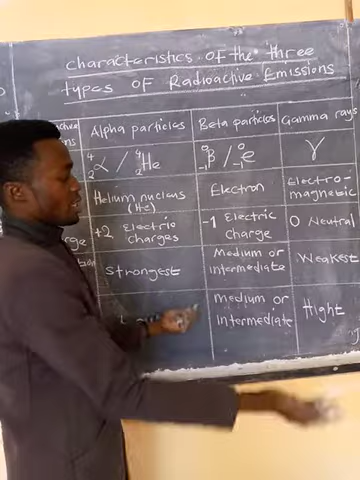 characteristics of the three
types of Radioactive Emissions
Alpha particles Beta particles Gamma rays
⁴₂α / ⁴₂He ⁰₋₁β / ⁰₋₁e γ
Helium nucleus (He) Electron Electro-magnetic
+2 Electric charges -1 Electric charge 0 Neutral
Strongest Medium or intermediate Weakest
Medium or intermediate Hight